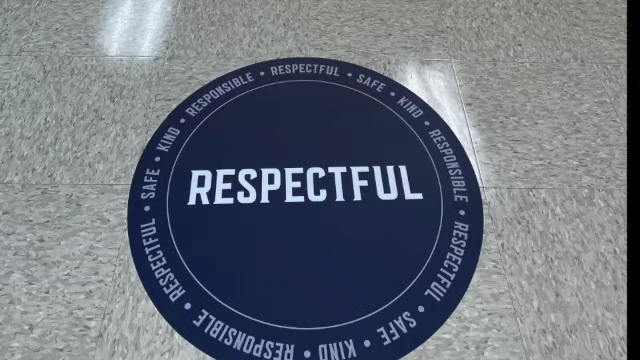 RESPONSIBLE • RESPECTFUL • SAFE • KIND • RESPONSIBLE • RESPECTFUL • SAFE • KIND • RESPONSIBLE • RESPECTFUL • SAFE • KIND •
RESPECTFUL